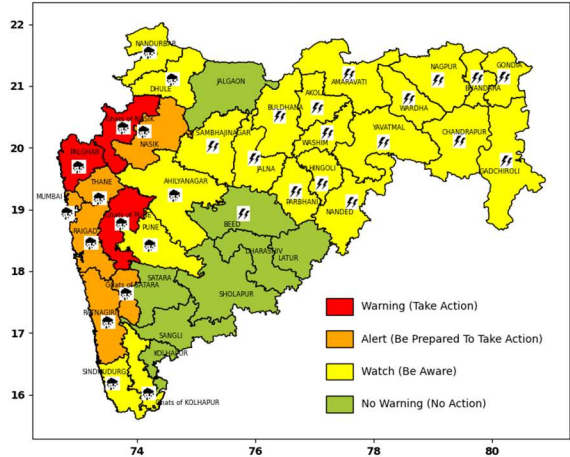 22
21
20
19
18
17
16
74
76
78
80
NANDURBAR
DHULE
JALGAON
Ghats of NASIK
NASIK
PALGHAR
THANE
MUMBAI
RAIGAD
Ghats of PUNE
PUNE
AHILYANAGAR
SAMBHAJINAGAR
JALNA
BULDHANA
AKOLA
AMARAVATI
WASHIM
HINGOLI
PARBHANI
NANDED
YAVATMAL
WARDHA
NAGPUR
BHANDARA
GONDIA
CHANDRAPUR
GADCHIROLI
BEED
DHARASHIV
LATUR
SHOLAPUR
SATARA
Ghats of SATARA
RATNAGIRI
SANGLI
KOLHAPUR
SINDHUDURG
Ghats of KOLHAPUR
Warning (Take Action)
Alert (Be Prepared To Take Action)
Watch (Be Aware)
No Warning (No Action)